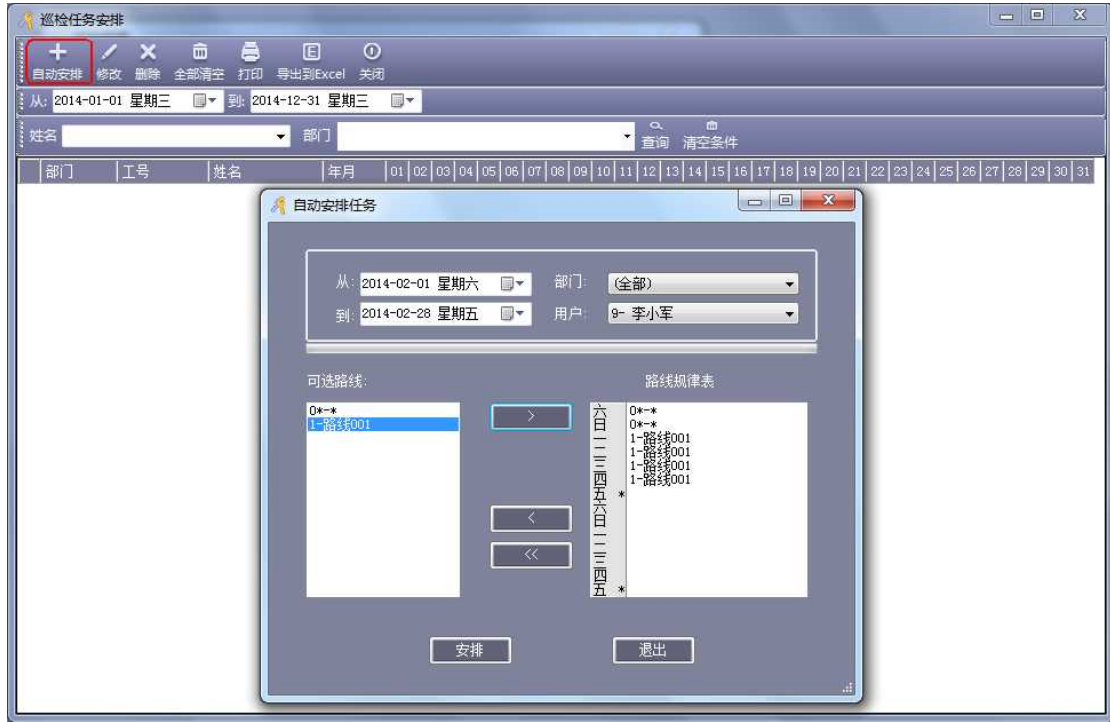 巡检任务安排
自动安排 修改 删除 全部清空 打印 导出到Excel 关闭
从: 2014-01-01 星期三 到: 2014-12-31 星期三
姓名 部门 查询 清空条件
部门 工号 姓名 年月 01 02 03 04 05 06 07 08 09 10 11 12 13 14 15 16 17 18 19 20 21 22 23 24 25 26 27 28 29 30 31
自动安排任务
从: 2014-02-01 星期六 部门: (全部)
到: 2014-02-28 星期五 用户: 9- 李小军
可选路线: 路线规律表
0*-* 六 0*-*
1-路线001 > 日 0*-*
一 1-路线001
二 1-路线001
三 1-路线001
四 1-路线001
五 *
六
日
<
一
二
<<
三
四
五 *
安排 退出